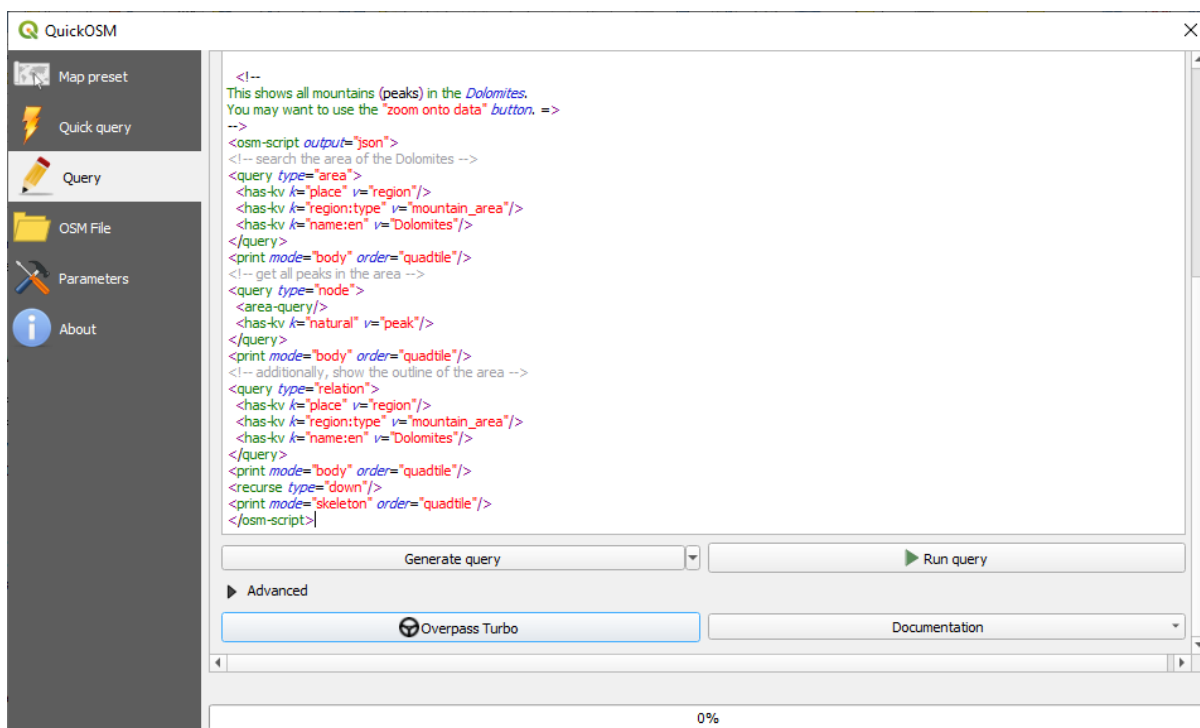 QuickOSM
Map preset
Quick query
Query
OSM File
Parameters
About
<!--
This shows all mountains (peaks) in the Dolomites.
You may want to use the "zoom onto data" button. =>
-->
<osm-script output="json">
<!-- search the area of the Dolomites -->
<query type="area">
<has-kv k="place" v="region"/>
<has-kv k="region:type" v="mountain_area"/>
<has-kv k="name:en" v="Dolomites"/>
</query>
<print mode="body" order="quadtile"/>
<!-- get all peaks in the area -->
<query type="node">
<area-query/>
<has-kv k="natural" v="peak"/>
</query>
<print mode="body" order="quadtile"/>
<!-- additionally, show the outline of the area -->
<query type="relation">
<has-kv k="place" v="region"/>
<has-kv k="region:type" v="mountain_area"/>
<has-kv k="name:en" v="Dolomites"/>
</query>
<print mode="body" order="quadtile"/>
<recurse type="down"/>
<print mode="skeleton" order="quadtile"/>
</osm-script>
Generate query
Run query
Advanced
Overpass Turbo
Documentation
0%